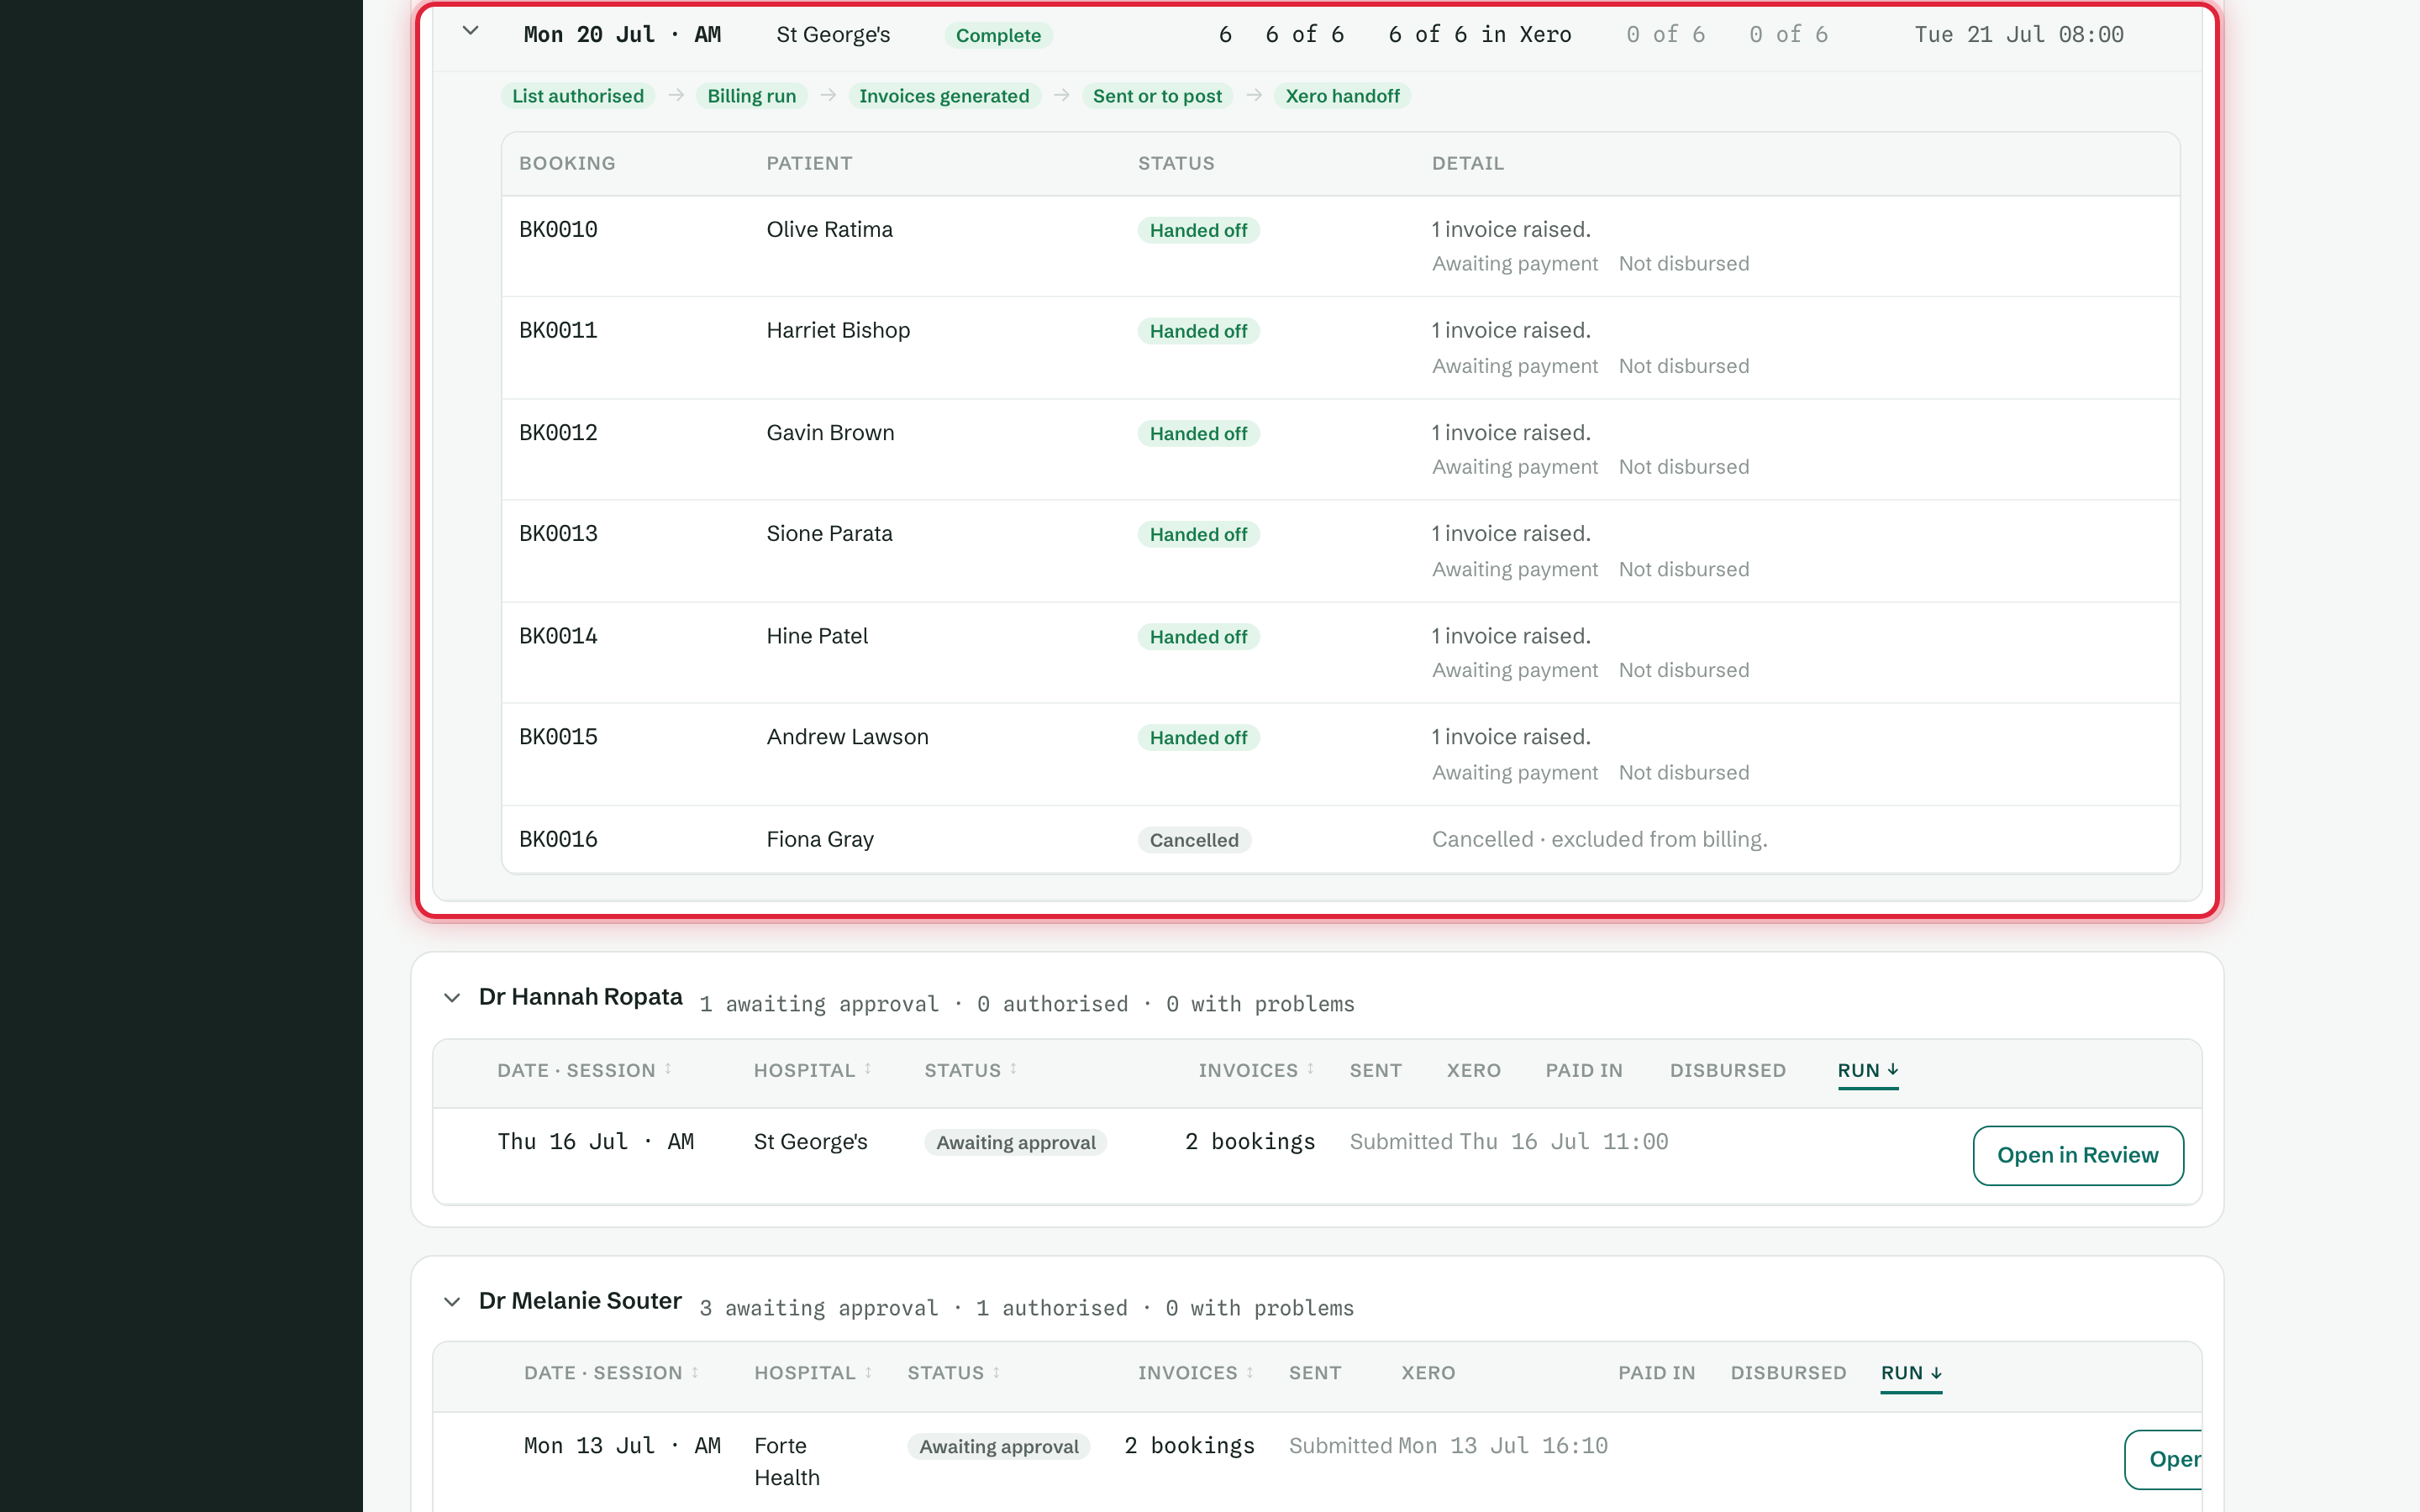 Mon 20 Jul · AM St George's Complete 6 6 of 6 6 of 6 in Xero 0 of 6 0 of 6 Tue 21 Jul 08:00
List authorised → Billing run → Invoices generated → Sent or to post → Xero handoff
BOOKING PATIENT STATUS DETAIL
BK0010 Olive Ratima Handed off 1 invoice raised.
Awaiting payment Not disbursed
BK0011 Harriet Bishop Handed off 1 invoice raised.
Awaiting payment Not disbursed
BK0012 Gavin Brown Handed off 1 invoice raised.
Awaiting payment Not disbursed
BK0013 Sione Parata Handed off 1 invoice raised.
Awaiting payment Not disbursed
BK0014 Hine Patel Handed off 1 invoice raised.
Awaiting payment Not disbursed
BK0015 Andrew Lawson Handed off 1 invoice raised.
Awaiting payment Not disbursed
BK0016 Fiona Gray Cancelled Cancelled · excluded from billing.
Dr Hannah Ropata 1 awaiting approval · 0 authorised · 0 with problems
DATE · SESSION ↕ HOSPITAL ↕ STATUS ↕ INVOICES ↕ SENT XERO PAID IN DISBURSED RUN ↓
Thu 16 Jul · AM St George's Awaiting approval 2 bookings Submitted Thu 16 Jul 11:00 Open in Review
Dr Melanie Souter 3 awaiting approval · 1 authorised · 0 with problems
DATE · SESSION ↕ HOSPITAL ↕ STATUS ↕ INVOICES ↕ SENT XERO PAID IN DISBURSED RUN ↓
Mon 13 Jul · AM Forte Awaiting approval 2 bookings Submitted Mon 13 Jul 16:10 Oper
Health